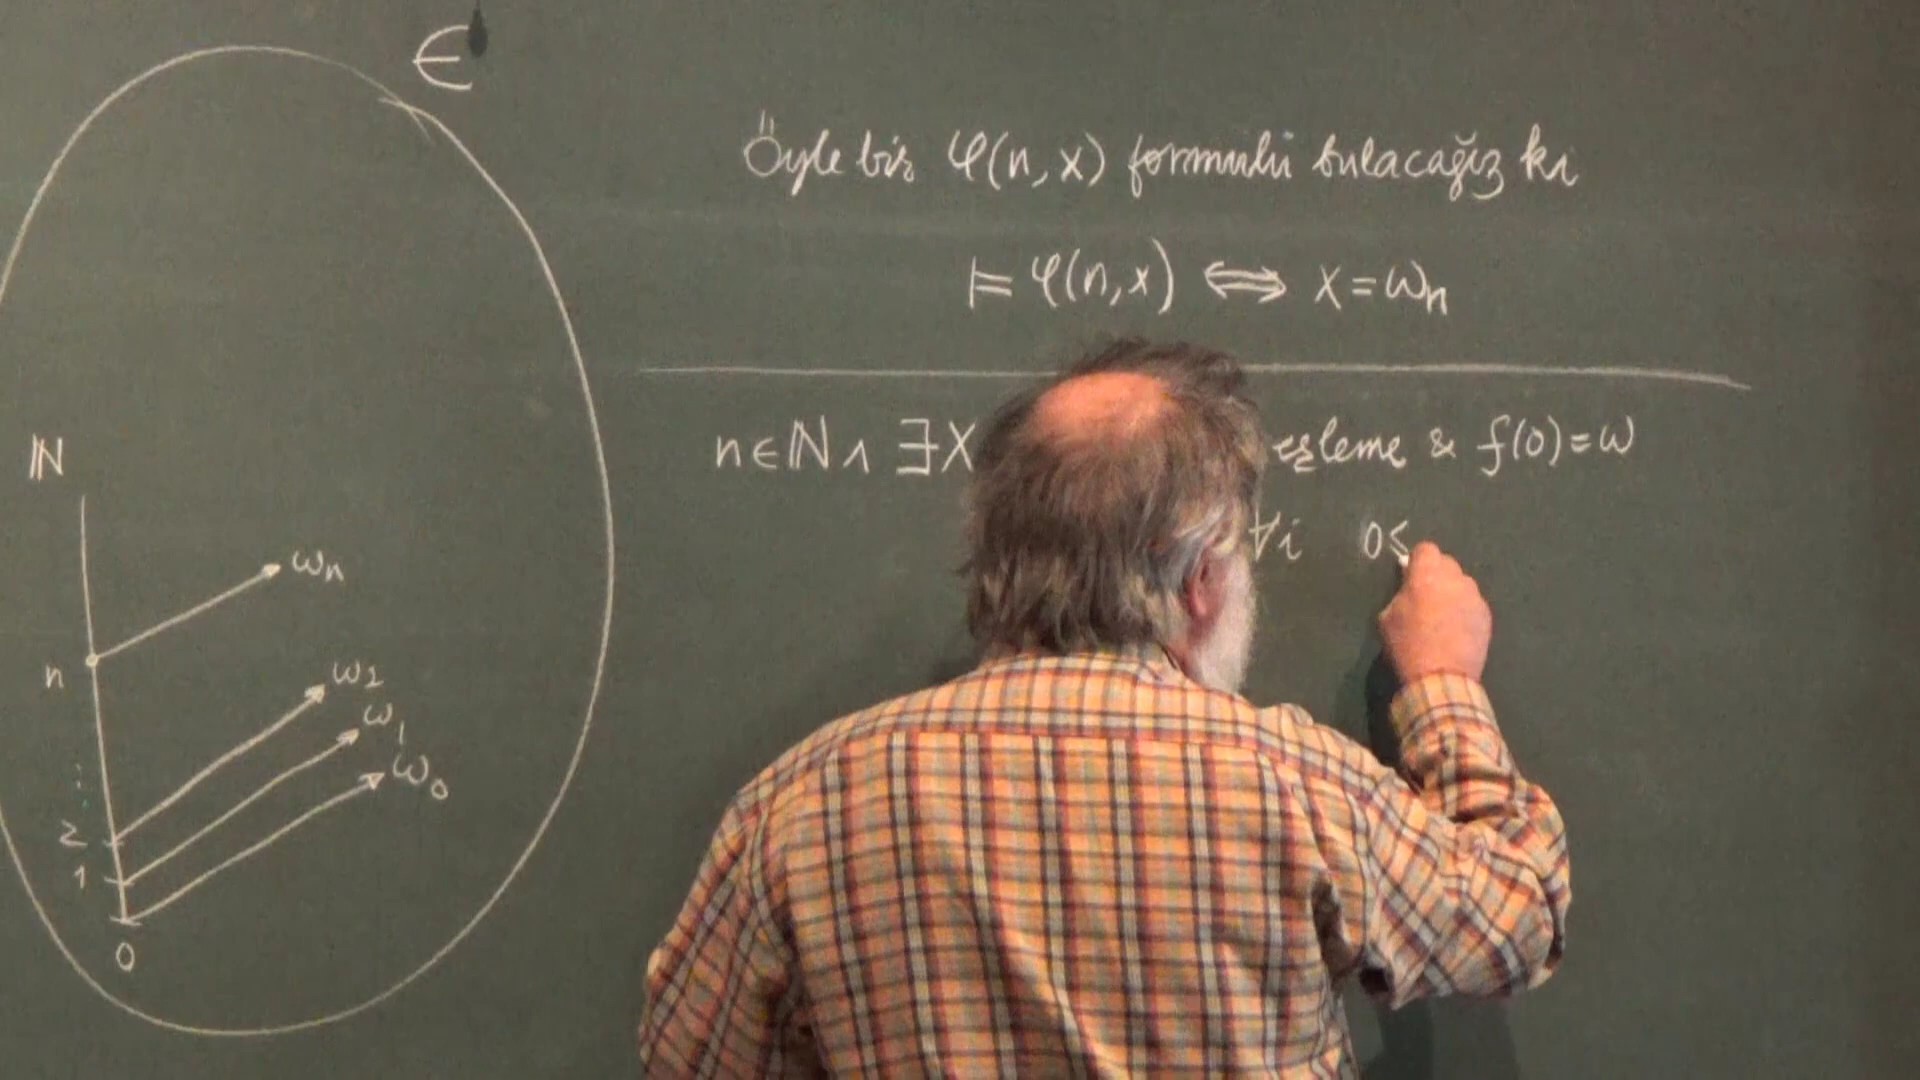 ∈
Öyle bir φ(n, x) formülü bulacağız ki
⊨ φ(n, x) ⟺ x = ωn
n ∈ ℕ ∧ ∃X eşleme & f(0) = ω
∀i 0≤
ℕ
ωn
n
ω2
ω1
ω0
2
1
0